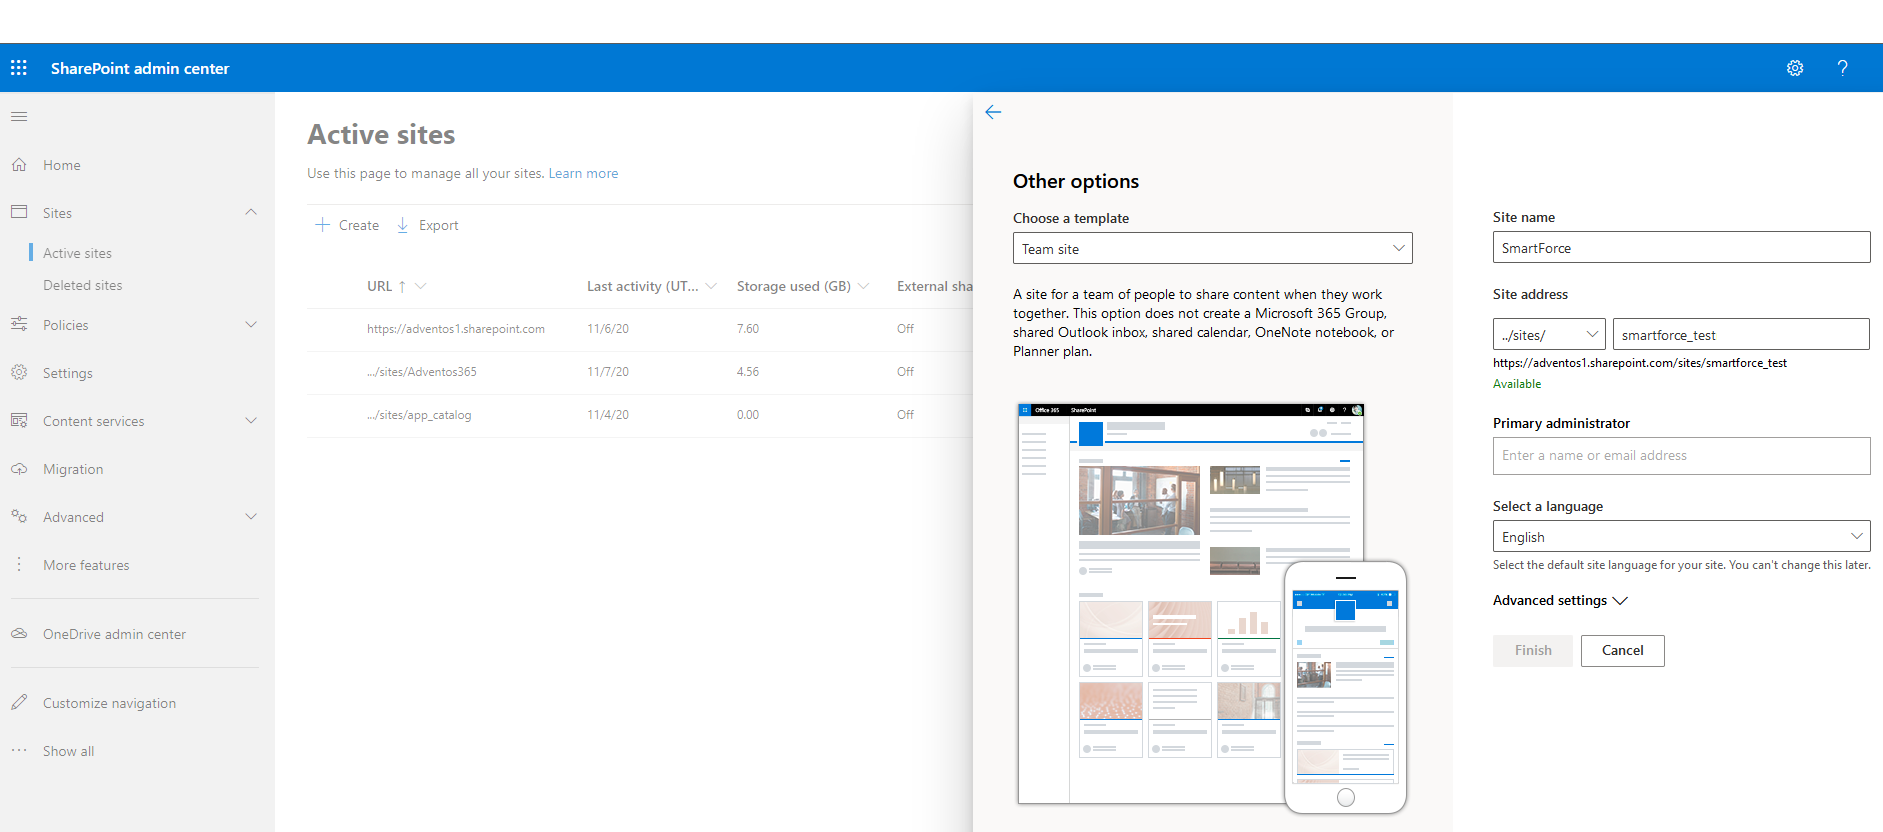 SharePoint admin center
?
Home
Sites
Active sites
Deleted sites
Policies
Settings
Content services
Migration
Advanced
More features
OneDrive admin center
Customize navigation
Show all
Active sites
Use this page to manage all your sites. Learn more
Create Export
URL Last activity (UT... Storage used (GB) External sha
https://adventos1.sharepoint.com 11/6/20 7.60 Off
.../sites/Adventos365 11/7/20 4.56 Off
.../sites/app_catalog 11/4/20 0.00 Off
Other options
Choose a template
Team site
A site for a team of people to share content when they work
together. This option does not create a Microsoft 365 Group,
shared Outlook inbox, shared calendar, OneNote notebook, or
Planner plan.
Office 365 SharePoint
Site name
SmartForce
Site address
../sites/ smartforce_test
https://adventos1.sharepoint.com/sites/smartforce_test
Available
Primary administrator
Enter a name or email address
Select a language
English
Select the default site language for your site. You can't change this later.
Advanced settings
Finish Cancel